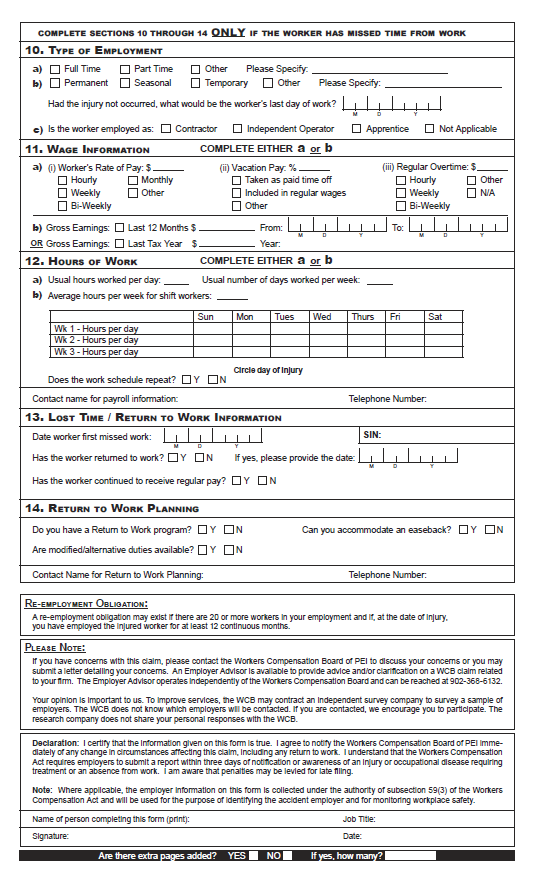 COMPLETE SECTIONS 10 THROUGH 14 ONLY IF THE WORKER HAS MISSED TIME FROM WORK
10. TYPE OF EMPLOYMENT
a) Full Time Part Time Other Please Specify:
b) Permanent Seasonal Temporary Other Please Specify:
Had the injury not occurred, what would be the worker's last day of work?
M D Y
c) Is the worker employed as: Contractor Independent Operator Apprentice Not Applicable
11. WAGE INFORMATION COMPLETE EITHER a or b
a) (i) Worker's Rate of Pay: $ (ii) Vacation Pay: % (iii) Regular Overtime: $
Hourly Monthly Taken as paid time off Hourly Other
Weekly Other Included in regular wages Weekly N/A
Bi-Weekly Other Bi-Weekly
b) Gross Earnings: Last 12 Months $ From: To:
M D Y M D Y
OR Gross Earnings: Last Tax Year $ Year:
12. HOURS OF WORK COMPLETE EITHER a or b
a) Usual hours worked per day: Usual number of days worked per week:
b) Average hours per week for shift workers:
Sun Mon Tues Wed Thurs Fri Sat
Wk 1 - Hours per day
Wk 2 - Hours per day
Wk 3 - Hours per day
Circle day of Injury
Does the work schedule repeat? Y N
Contact name for payroll information: Telephone Number:
13. LOST TIME / RETURN TO WORK INFORMATION
Date worker first missed work: SIN:
M D Y
Has the worker returned to work? Y N If yes, please provide the date:
M D Y
Has the worker continued to receive regular pay? Y N
14. RETURN TO WORK PLANNING
Do you have a Return to Work program? Y N Can you accommodate an easeback? Y N
Are modified/alternative duties available? Y N
Contact Name for Return to Work Planning: Telephone Number:
RE-EMPLOYMENT OBLIGATION:
A re-employment obligation may exist if there are 20 or more workers in your employment and if, at the date of injury,
you have employed the injured worker for at least 12 continuous months.
PLEASE NOTE:
If you have concerns with this claim, please contact the Workers Compensation Board of PEI to discuss your concerns or you may
submit a letter detailing your concerns. An Employer Advisor is available to provide advice and/or clarification on a WCB claim related
to your firm. The Employer Advisor operates independently of the Workers Compensation Board and can be reached at 902-368-6132.
Your opinion is important to us. To improve services, the WCB may contract an independent survey company to survey a sample of
employers. The WCB does not know which employers will be contacted. If you are contacted, we encourage you to participate. The
research company does not share your personal responses with the WCB.
Declaration: I certify that the information given on this form is true. I agree to notify the Workers Compensation Board of PEI imme-
diately of any change in circumstances affecting this claim, including any return to work. I understand that the Workers Compensation
Act requires employers to submit a report within three days of notification or awareness of an injury or occupational disease requiring
treatment or an absence from work. I am aware that penalties may be levied for late filing.
Note: Where applicable, the employer information on this form is collected under the authority of subsection 59(3) of the Workers
Compensation Act and will be used for the purpose of identifying the accident employer and for monitoring workplace safety.
Name of person completing this form (print): Job Title:
Signature: Date:
Are there extra pages added? YES NO If yes, how many?